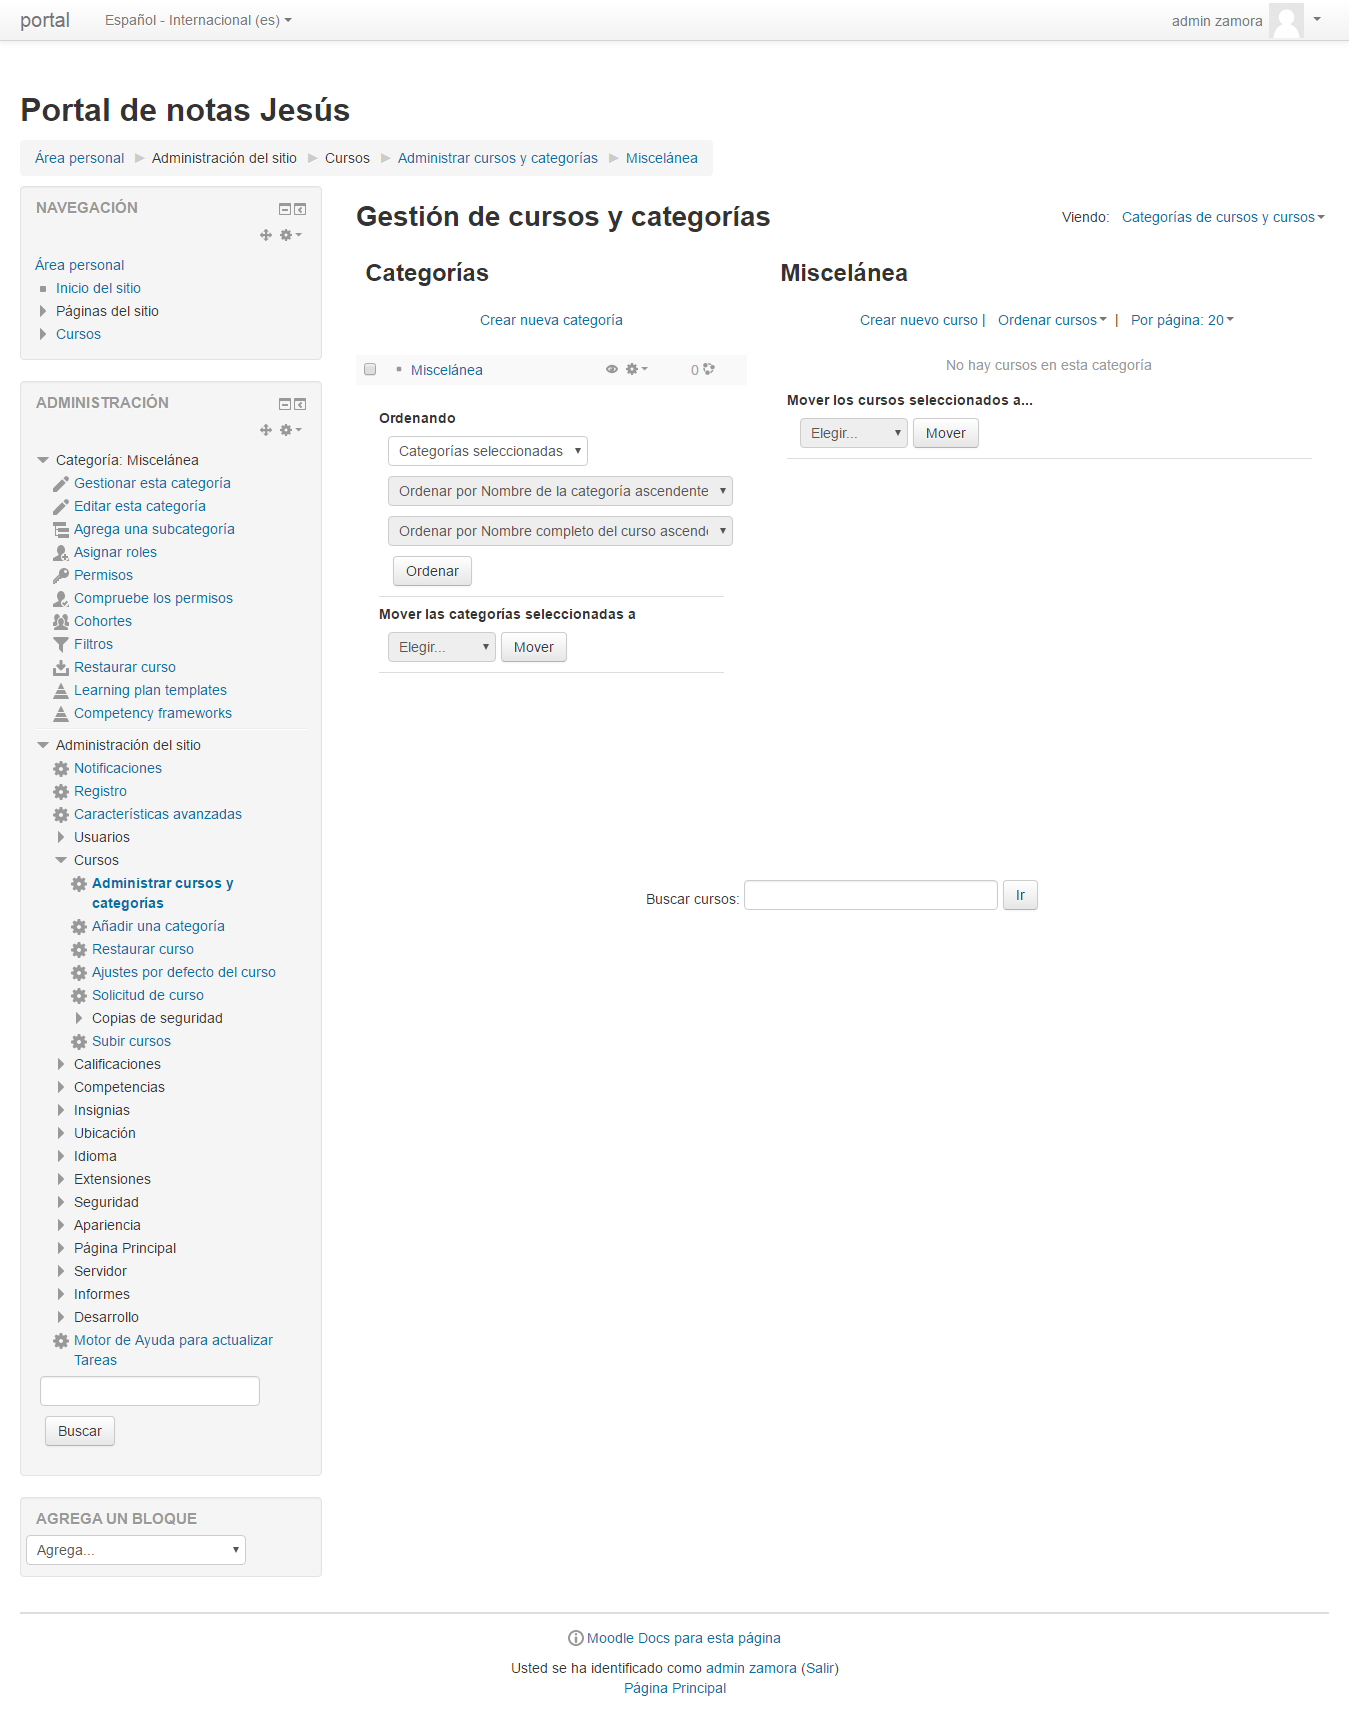 portal
Español - Internacional (es)
admin zamora
Portal de notas Jesús
Área personal
Administración del sitio
Cursos
Administrar cursos y categorías
Miscelánea
NAVEGACIÓN
Área personal
Inicio del sitio
Páginas del sitio
Cursos
ADMINISTRACIÓN
Categoría: Miscelánea
Gestionar esta categoría
Editar esta categoría
Agrega una subcategoría
Asignar roles
Permisos
Compruebe los permisos
Cohortes
Filtros
Restaurar curso
Learning plan templates
Competency frameworks
Administración del sitio
Notificaciones
Registro
Características avanzadas
Usuarios
Cursos
Administrar cursos y
categorías
Añadir una categoría
Restaurar curso
Ajustes por defecto del curso
Solicitud de curso
Copias de seguridad
Subir cursos
Calificaciones
Competencias
Insignias
Ubicación
Idioma
Extensiones
Seguridad
Apariencia
Página Principal
Servidor
Informes
Desarrollo
Motor de Ayuda para actualizar
Tareas
Buscar
AGREGA UN BLOQUE
Agrega...
Gestión de cursos y categorías
Viendo: Categorías de cursos y cursos
Categorías
Crear nueva categoría
Miscelánea
0
Ordenando
Categorías seleccionadas
Ordenar por Nombre de la categoría ascendente
Ordenar por Nombre completo del curso ascende
Ordenar
Mover las categorías seleccionadas a
Elegir...
Mover
Miscelánea
Crear nuevo curso | Ordenar cursos | Por página: 20
No hay cursos en esta categoría
Mover los cursos seleccionados a...
Elegir...
Mover
Buscar cursos:
Ir
Moodle Docs para esta página
Usted se ha identificado como admin zamora (Salir)
Página Principal